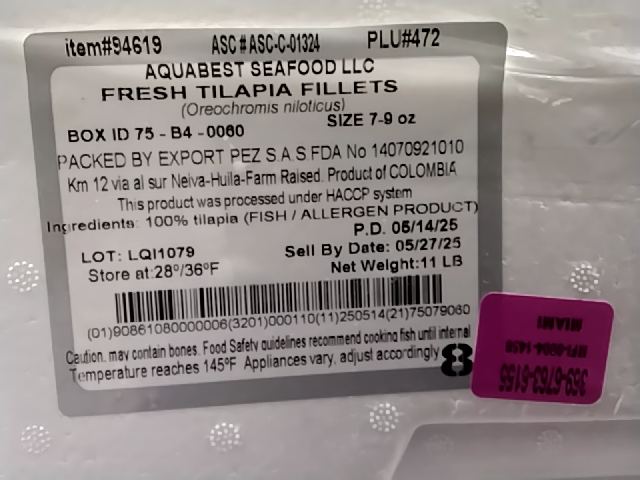 item#94619 ASC # ASC-C-01324 PLU#472
AQUABEST SEAFOOD LLC
FRESH TILAPIA FILLETS
(Oreochromis niloticus)
BOX ID 75 - B4 -0060 SIZE 7-9 oz
PACKED BY EXPORT PEZ S.A.S.FDA No 14070921010
Km 12 via al sur Neiva-Huila-Farm Raised. Product of COLOMBIA
This product was processed under HACCP system
Ingredients: 100% tilapia (FISH / ALLERGEN PRODUCT)
P.D. 05/14/25
LOT: LQI1079 Sell By Date: 05/27/25
Store at:28º/36ºF Net Weight:11 LB
(01)90861080000006(3201)000110(11)250514(21)75079060
Caution, may contain bones. Food Safety guidelines recommend cooking fish until internal
Temperature reaches 145ºF. Appliances vary, adjust accordingly
8
MIAMI